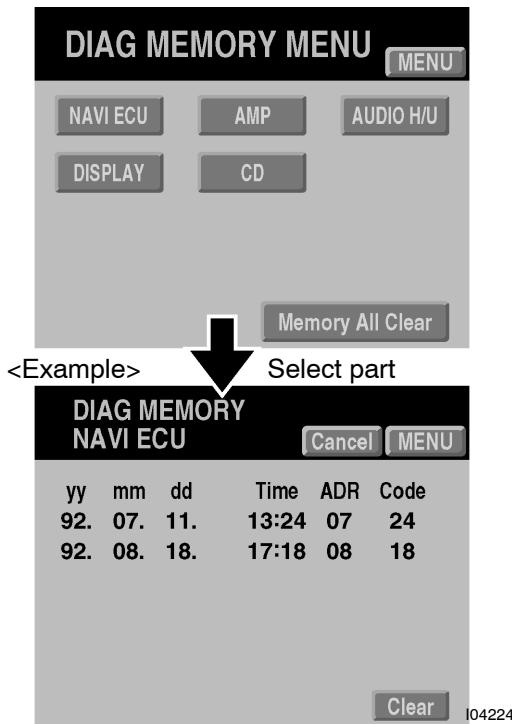 DIAG MEMORY MENU MENU
NAVI ECU AMP AUDIO H/U
DISPLAY CD
Memory All Clear
<Example> Select part
DIAG MEMORY
NAVI ECU Cancel MENU
yy mm dd Time ADR Code
92. 07. 11. 13:24 07 24
92. 08. 18. 17:18 08 18
Clear
I04224